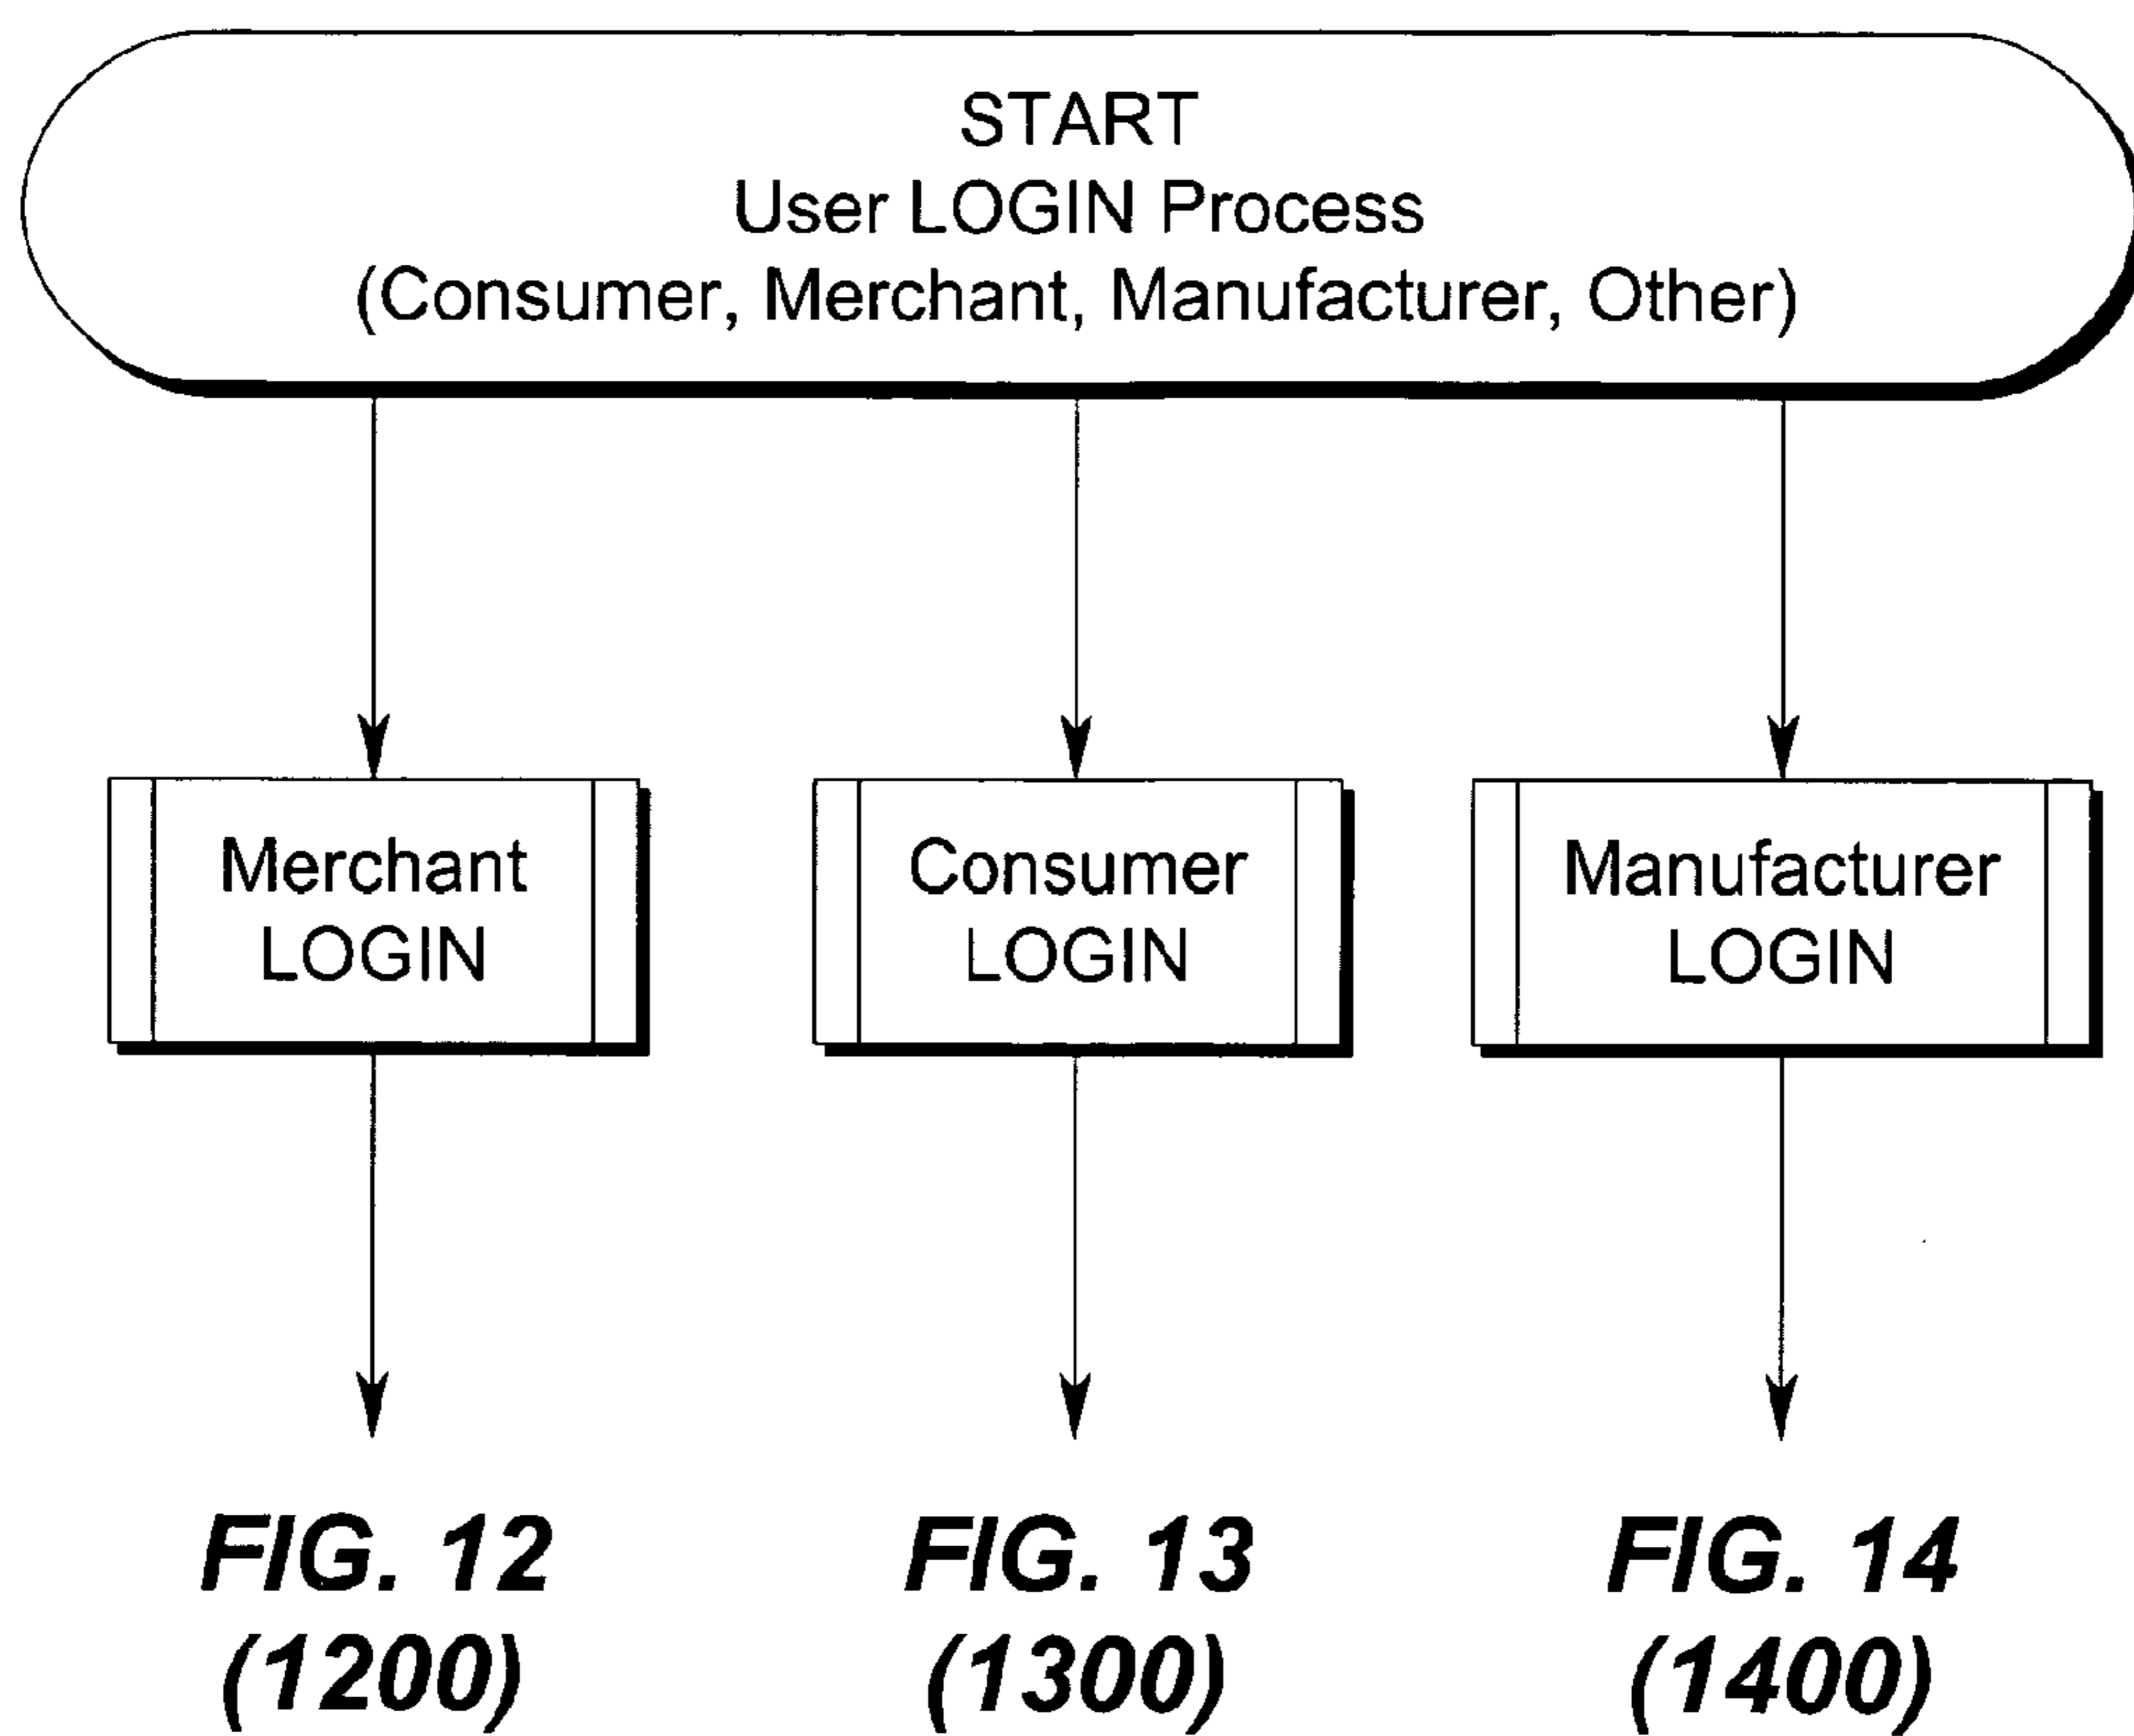 START
User LOGIN Process
(Consumer, Merchant, Manufacturer, Other)
Merchant
LOGIN
Consumer
LOGIN
Manufacturer
LOGIN
FIG. 12
(1200)
FIG. 13
(1300)
FIG. 14
(1400)